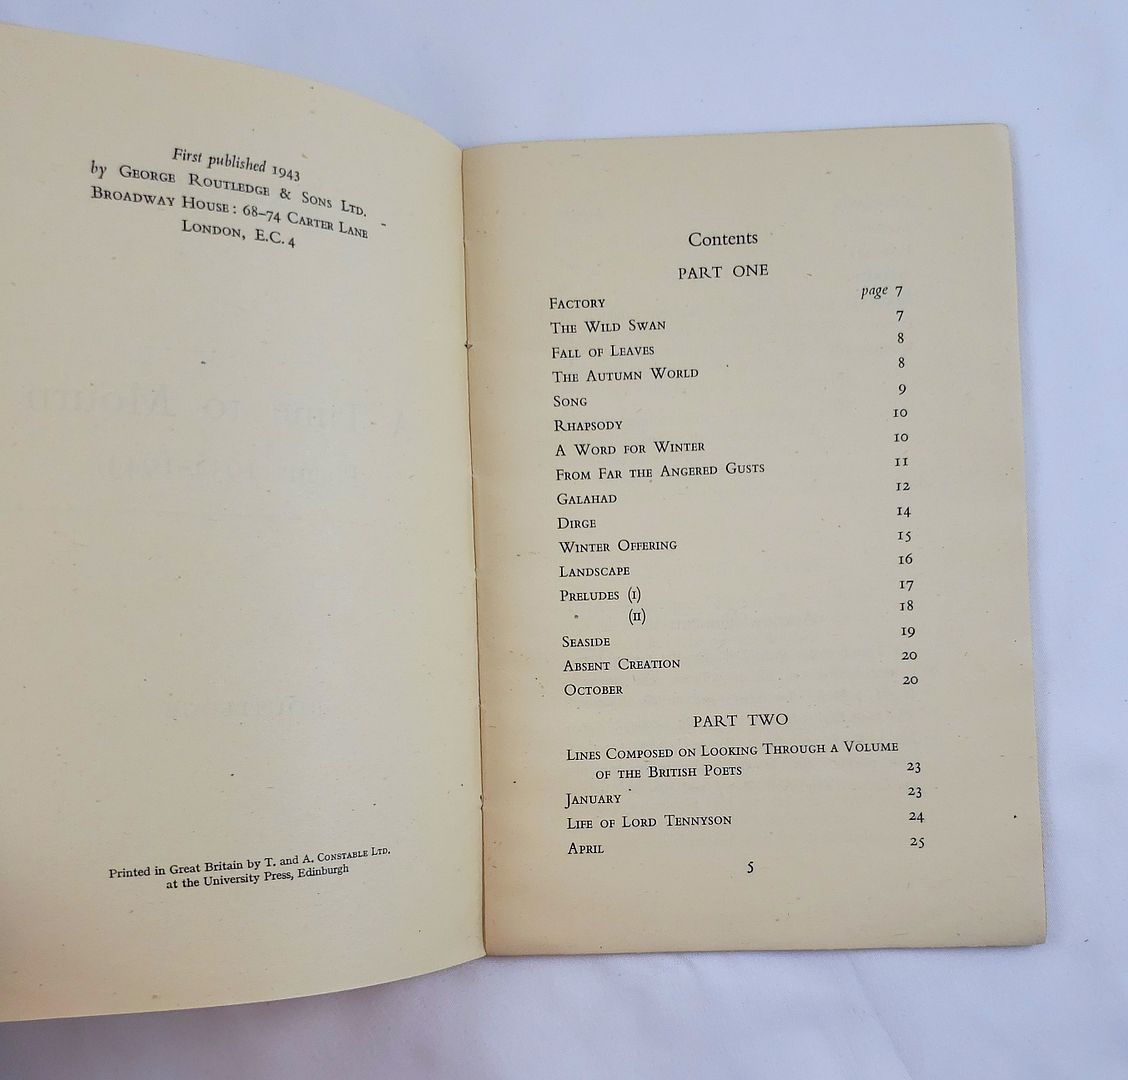 First published 1943
by GEORGE ROUTLEDGE & SONS LTD.
BROADWAY HOUSE: 68–74 CARTER LANE
LONDON, E.C. 4
Printed in Great Britain by T. and A. CONSTABLE LTD.
at the University Press, Edinburgh
Contents
PART ONE
FACTORY page 7
THE WILD SWAN 7
FALL OF LEAVES 8
THE AUTUMN WORLD 8
SONG 9
RHAPSODY 10
A WORD FOR WINTER 10
FROM FAR THE ANGERED GUSTS 11
GALAHAD 12
DIRGE 14
WINTER OFFERING 15
LANDSCAPE 16
PRELUDES (I) 17
(II) 18
SEASIDE 19
ABSENT CREATION 20
OCTOBER 20
PART TWO
LINES COMPOSED ON LOOKING THROUGH A VOLUME
OF THE BRITISH POETS 23
JANUARY 23
LIFE OF LORD TENNYSON 24
APRIL 25
5